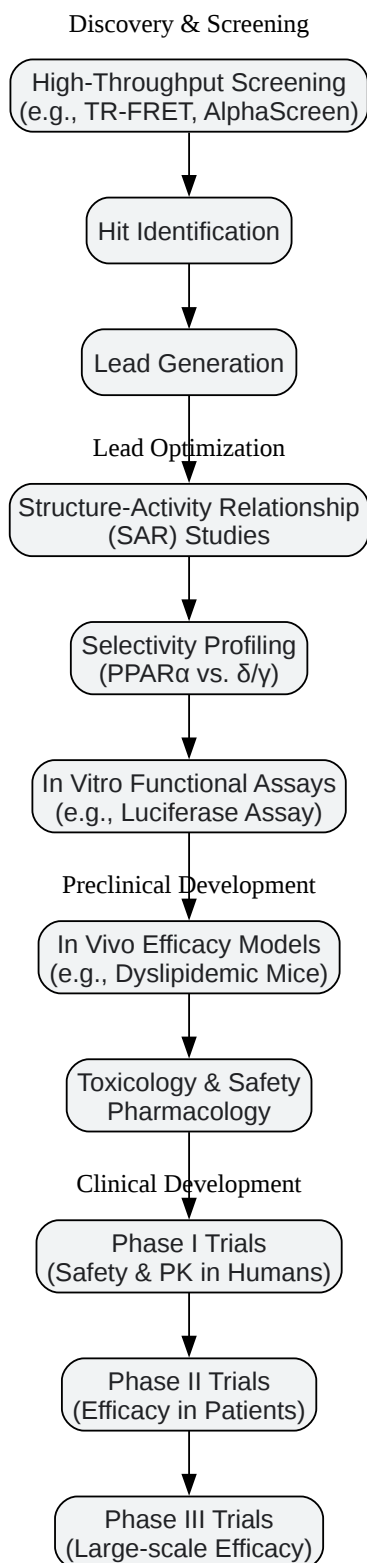 Discovery & Screening
High-Throughput Screening
(e.g., TR-FRET, AlphaScreen)
Hit Identification
Lead Generation
Lead Optimization
Structure-Activity Relationship
(SAR) Studies
Selectivity Profiling
(PPARα vs. δ/γ)
In Vitro Functional Assays
(e.g., Luciferase Assay)
Preclinical Development
In Vivo Efficacy Models
(e.g., Dyslipidemic Mice)
Toxicology & Safety
Pharmacology
Clinical Development
Phase I Trials
(Safety & PK in Humans)
Phase II Trials
(Efficacy in Patients)
Phase III Trials
(Large-scale Efficacy)